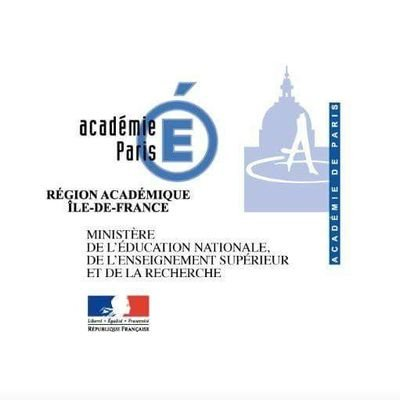 académie
Paris
É
A
ACADÉMIE DE PARIS
RÉGION ACADÉMIQUE
ÎLE-DE-FRANCE
MINISTÈRE
DE L'ÉDUCATION NATIONALE,
DE L'ENSEIGNEMENT SUPÉRIEUR
ET DE LA RECHERCHE
Liberté • Égalité • Fraternité
RÉPUBLIQUE FRANÇAISE